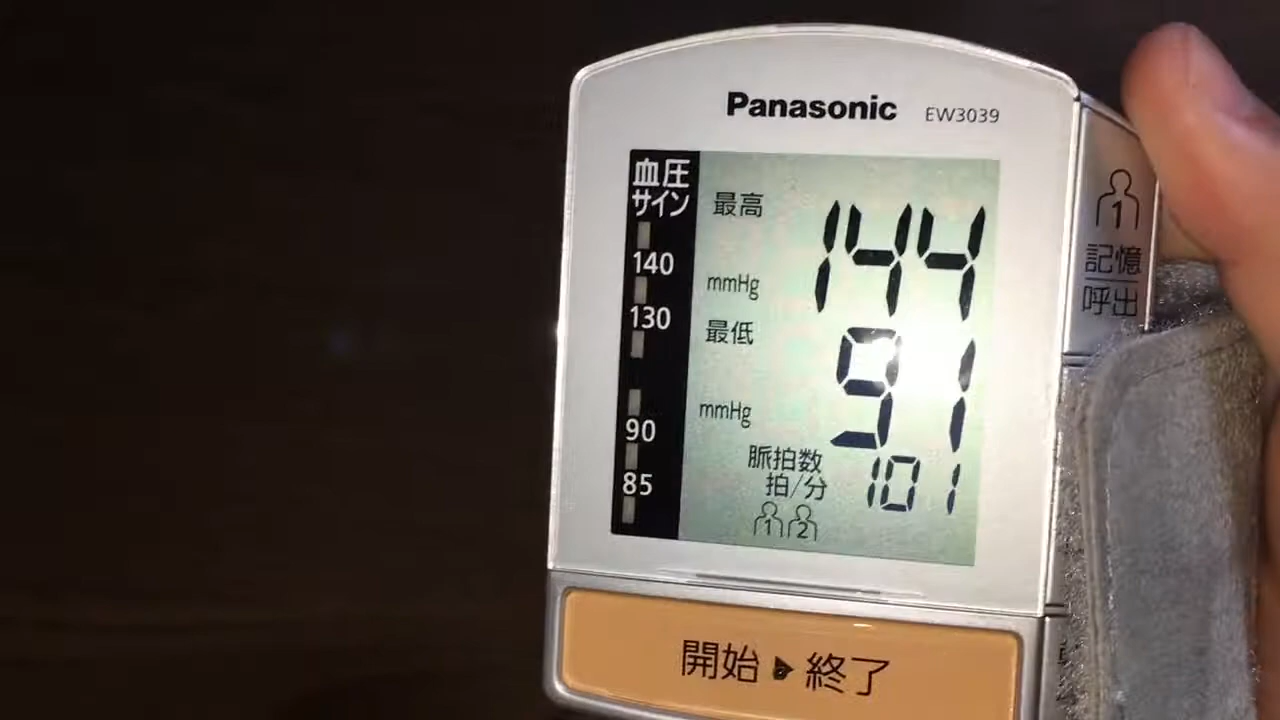 Panasonic EW3039
血圧
サイン
140
130
90
85
最高
mmHg
144
最低
mmHg
91
脈拍数
拍/分
101
1 2
1
記憶
呼出
開始 ▶ 終了